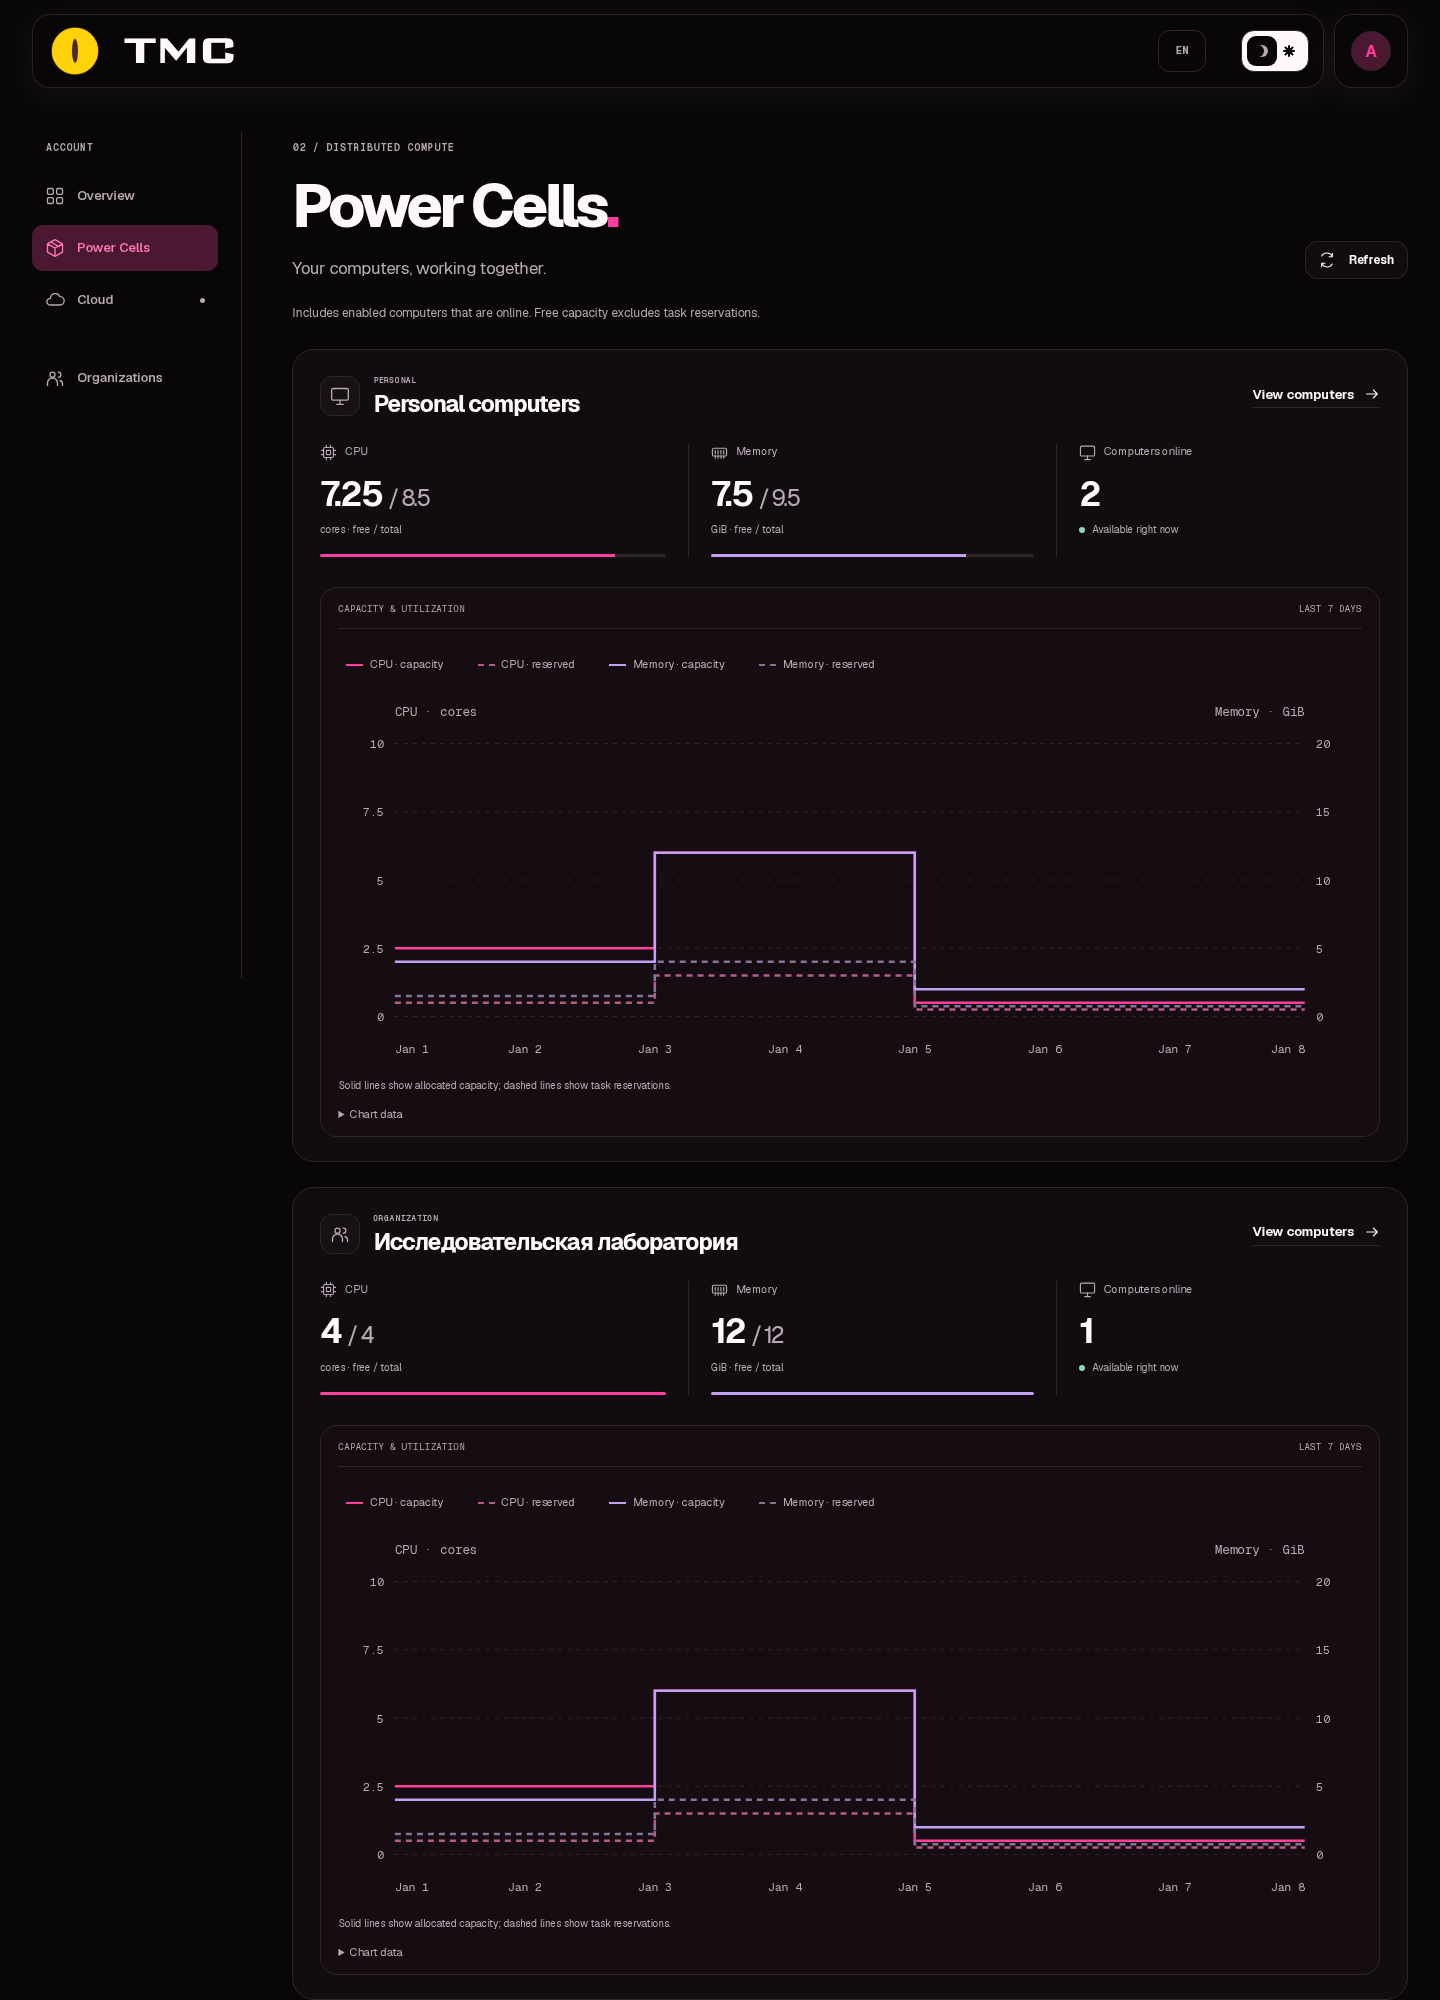 TMC
EN
A
ACCOUNT
Overview
Power Cells
Cloud
Organizations
02 / DISTRIBUTED COMPUTE
Power Cells.
Your computers, working together.
Refresh
Includes enabled computers that are online. Free capacity excludes task reservations.
PERSONAL
Personal computers
View computers
CPU
7.25 / 8.5
cores · free / total
Memory
7.5 / 9.5
GiB · free / total
Computers online
2
Available right now
CAPACITY & UTILIZATION
LAST 7 DAYS
CPU · capacity
CPU · reserved
Memory · capacity
Memory · reserved
CPU · cores
Memory · GiB
10
20
7.5
15
5
10
2.5
5
0
0
Jan 1
Jan 2
Jan 3
Jan 4
Jan 5
Jan 6
Jan 7
Jan 8
Solid lines show allocated capacity; dashed lines show task reservations.
Chart data
ORGANIZATION
Исследовательская лаборатория
View computers
CPU
4 / 4
cores · free / total
Memory
12 / 12
GiB · free / total
Computers online
1
Available right now
CAPACITY & UTILIZATION
LAST 7 DAYS
CPU · capacity
CPU · reserved
Memory · capacity
Memory · reserved
CPU · cores
Memory · GiB
10
20
7.5
15
5
10
2.5
5
0
0
Jan 1
Jan 2
Jan 3
Jan 4
Jan 5
Jan 6
Jan 7
Jan 8
Solid lines show allocated capacity; dashed lines show task reservations.
Chart data